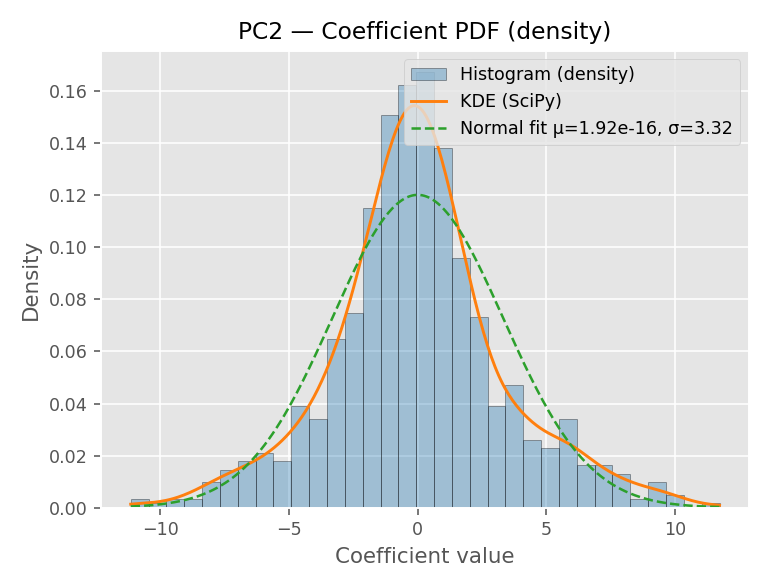 PC2 — Coefficient PDF (density)
Histogram (density)
KDE (SciPy)
Normal fit μ=1.92e-16, σ=3.32
0.16
0.14
0.12
0.10
0.08
0.06
0.04
0.02
0.00
Density
−10 −5 0 5 10
Coefficient value